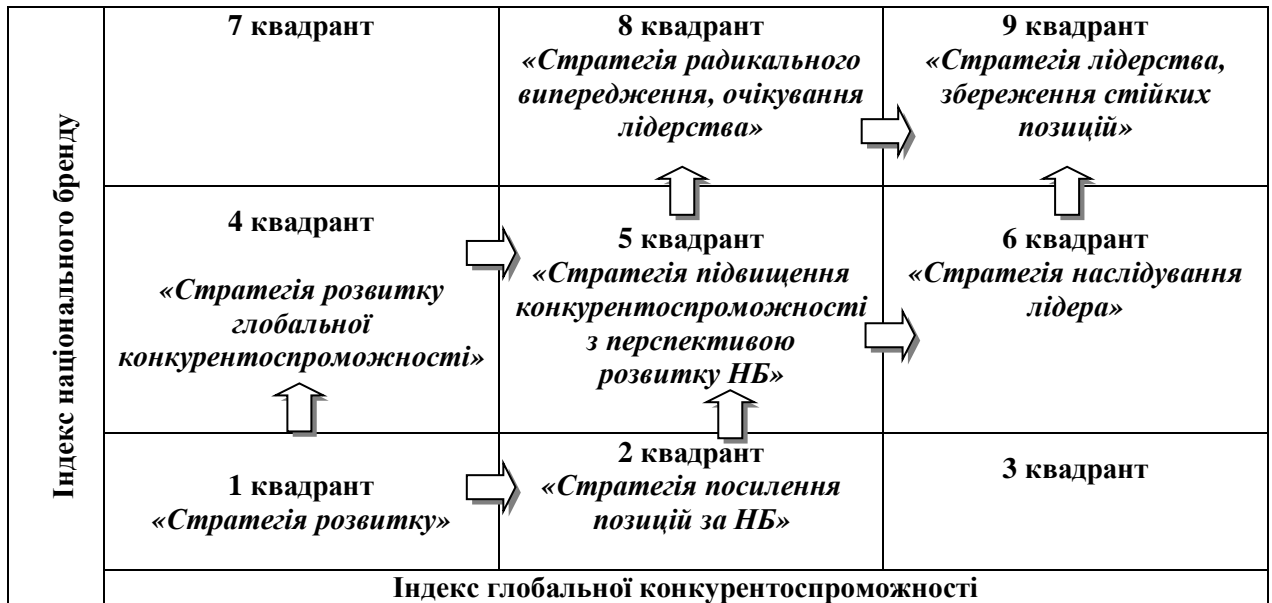 Індекс національного бренду
7 квадрант
8 квадрант
«Стратегія радикального
випередження, очікування
лідерства»
9 квадрант
«Стратегія лідерства,
збереження стійких
позицій»
4 квадрант
«Стратегія розвитку
глобальної
конкурентоспроможності»
5 квадрант
«Стратегія підвищення
конкурентоспроможності
з перспективою
розвитку НБ»
6 квадрант
«Стратегія наслідування
лідера»
1 квадрант
«Стратегія розвитку»
2 квадрант
«Стратегія посилення
позицій за НБ»
3 квадрант
Індекс глобальної конкурентоспроможності